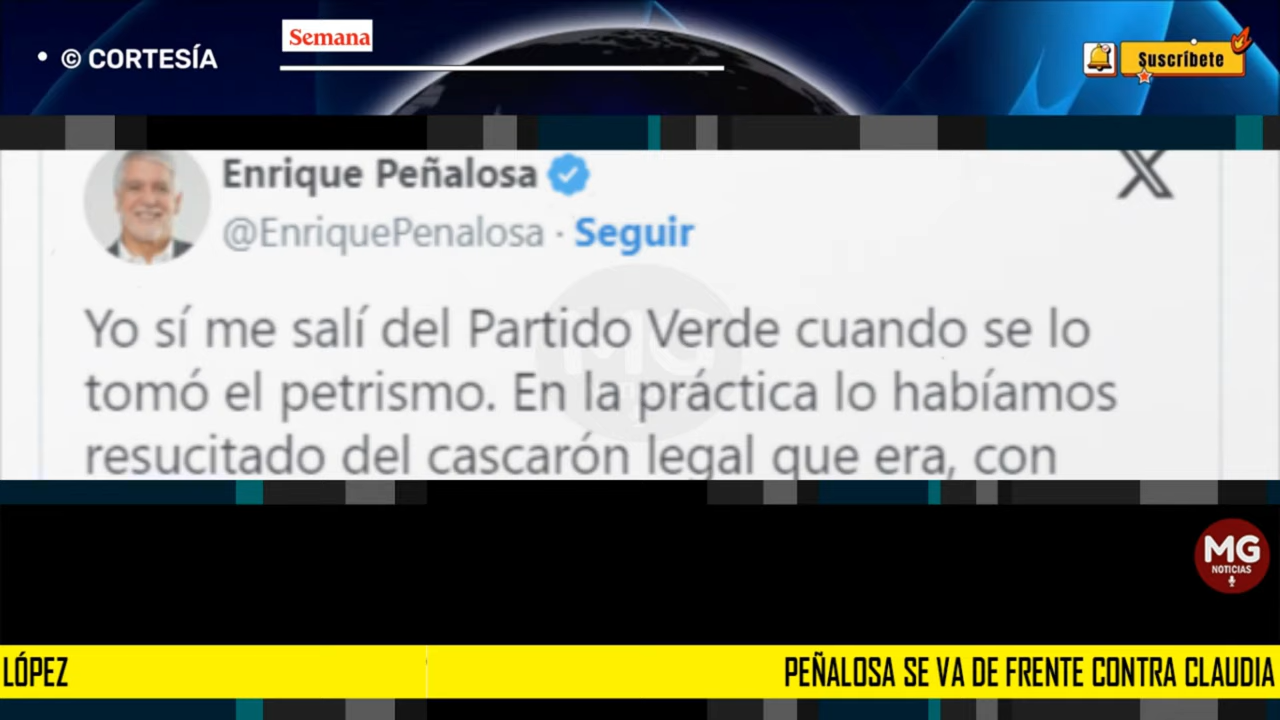 • © CORTESÍA
Semana
Suscríbete
Enrique Peñalosa
@EnriquePenalosa · Seguir
Yo sí me salí del Partido Verde cuando se lo
tomó el petrismo. En la práctica lo habíamos
resucitado del cascarón legal que era, con
MG
MG
NOTICIAS
LÓPEZ
PEÑALOSA SE VA DE FRENTE CONTRA CLAUDIA